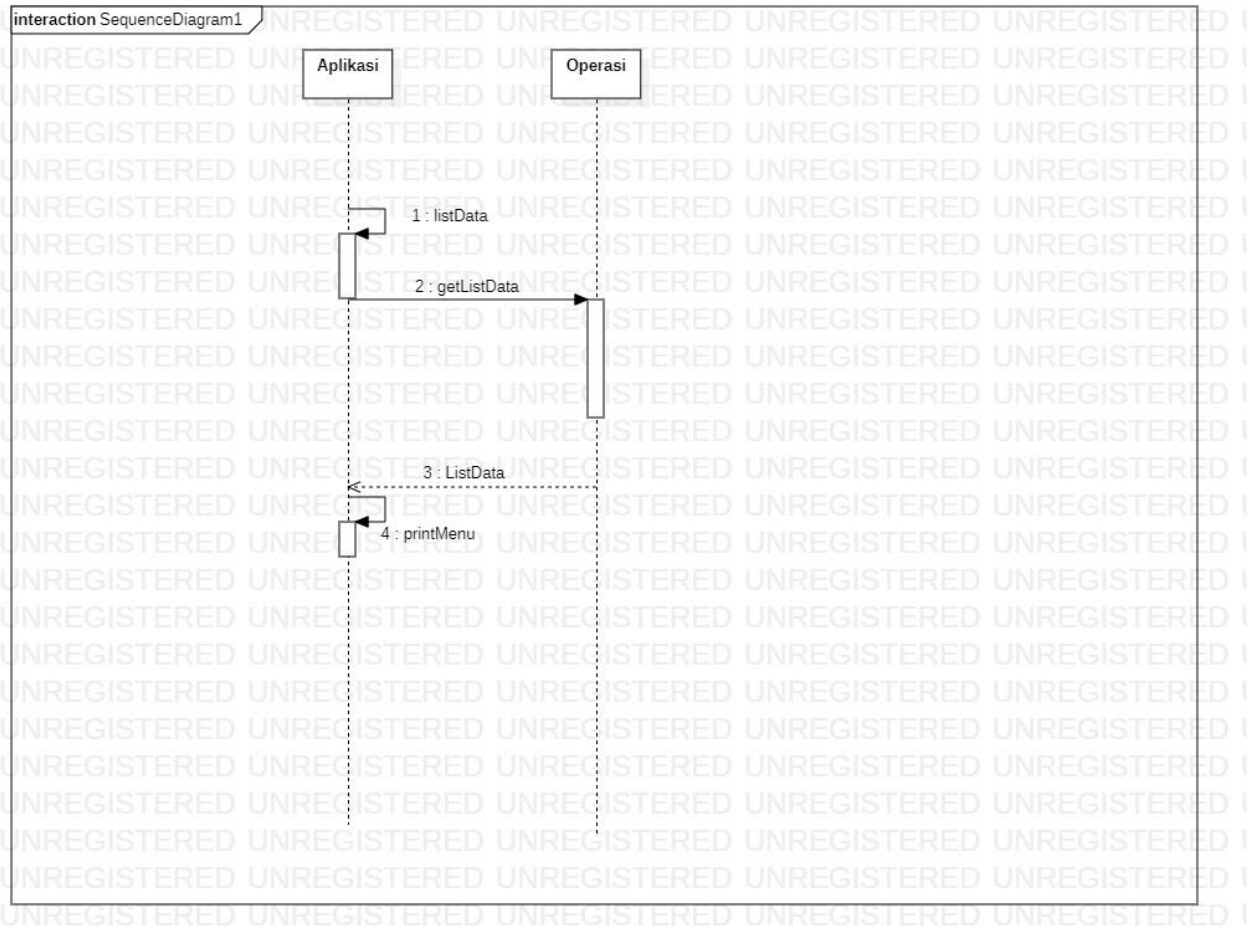 interaction SequenceDiagram1
Aplikasi
Operasi
1 : listData
2 : getListData
3 : ListData
4 : printMenu
UNREGISTERED UNREGISTERED UNREGISTERED UNREGISTERED UNREGISTERED